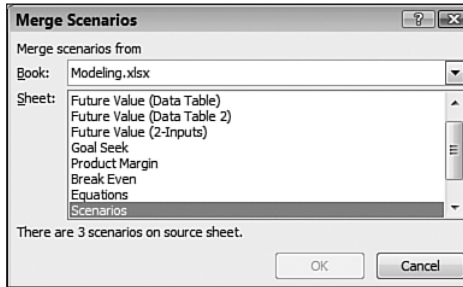 Merge Scenarios
Merge scenarios from
Book: Modeling.xlsx
Sheet: Future Value (Data Table)
Future Value (Data Table 2)
Future Value (2-Inputs)
Goal Seek
Product Margin
Break Even
Equations
Scenarios
There are 3 scenarios on source sheet.
OK Cancel